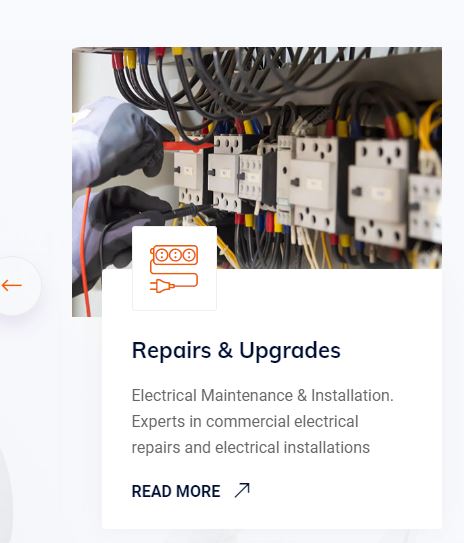 Repairs & Upgrades
Electrical Maintenance & Installation.
Experts in commercial electrical
repairs and electrical installations
READ MORE